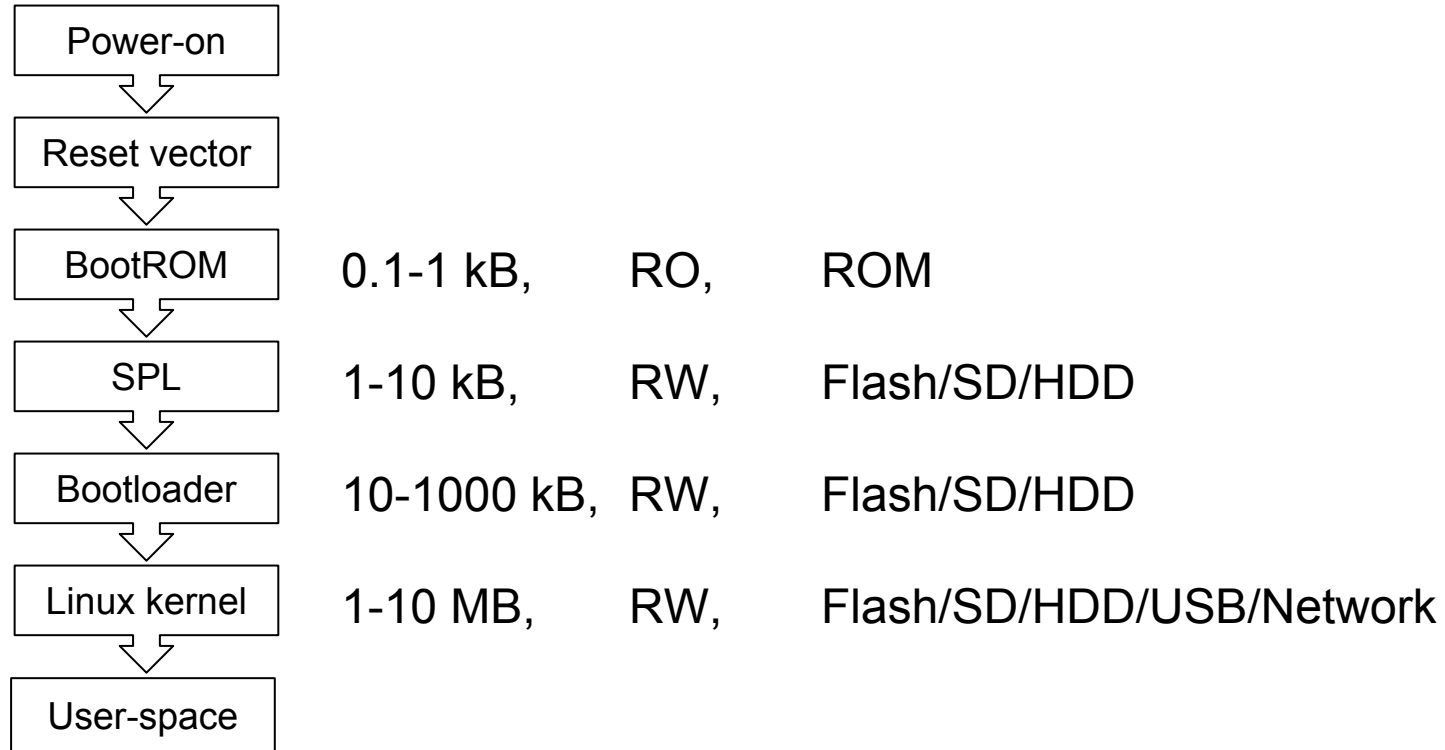 Power-on
Reset vector
BootROM 0.1-1 kB, RO, ROM
SPL 1-10 kB, RW, Flash/SD/HDD
Bootloader 10-1000 kB, RW, Flash/SD/HDD
Linux kernel 1-10 MB, RW, Flash/SD/HDD/USB/Network
User-space